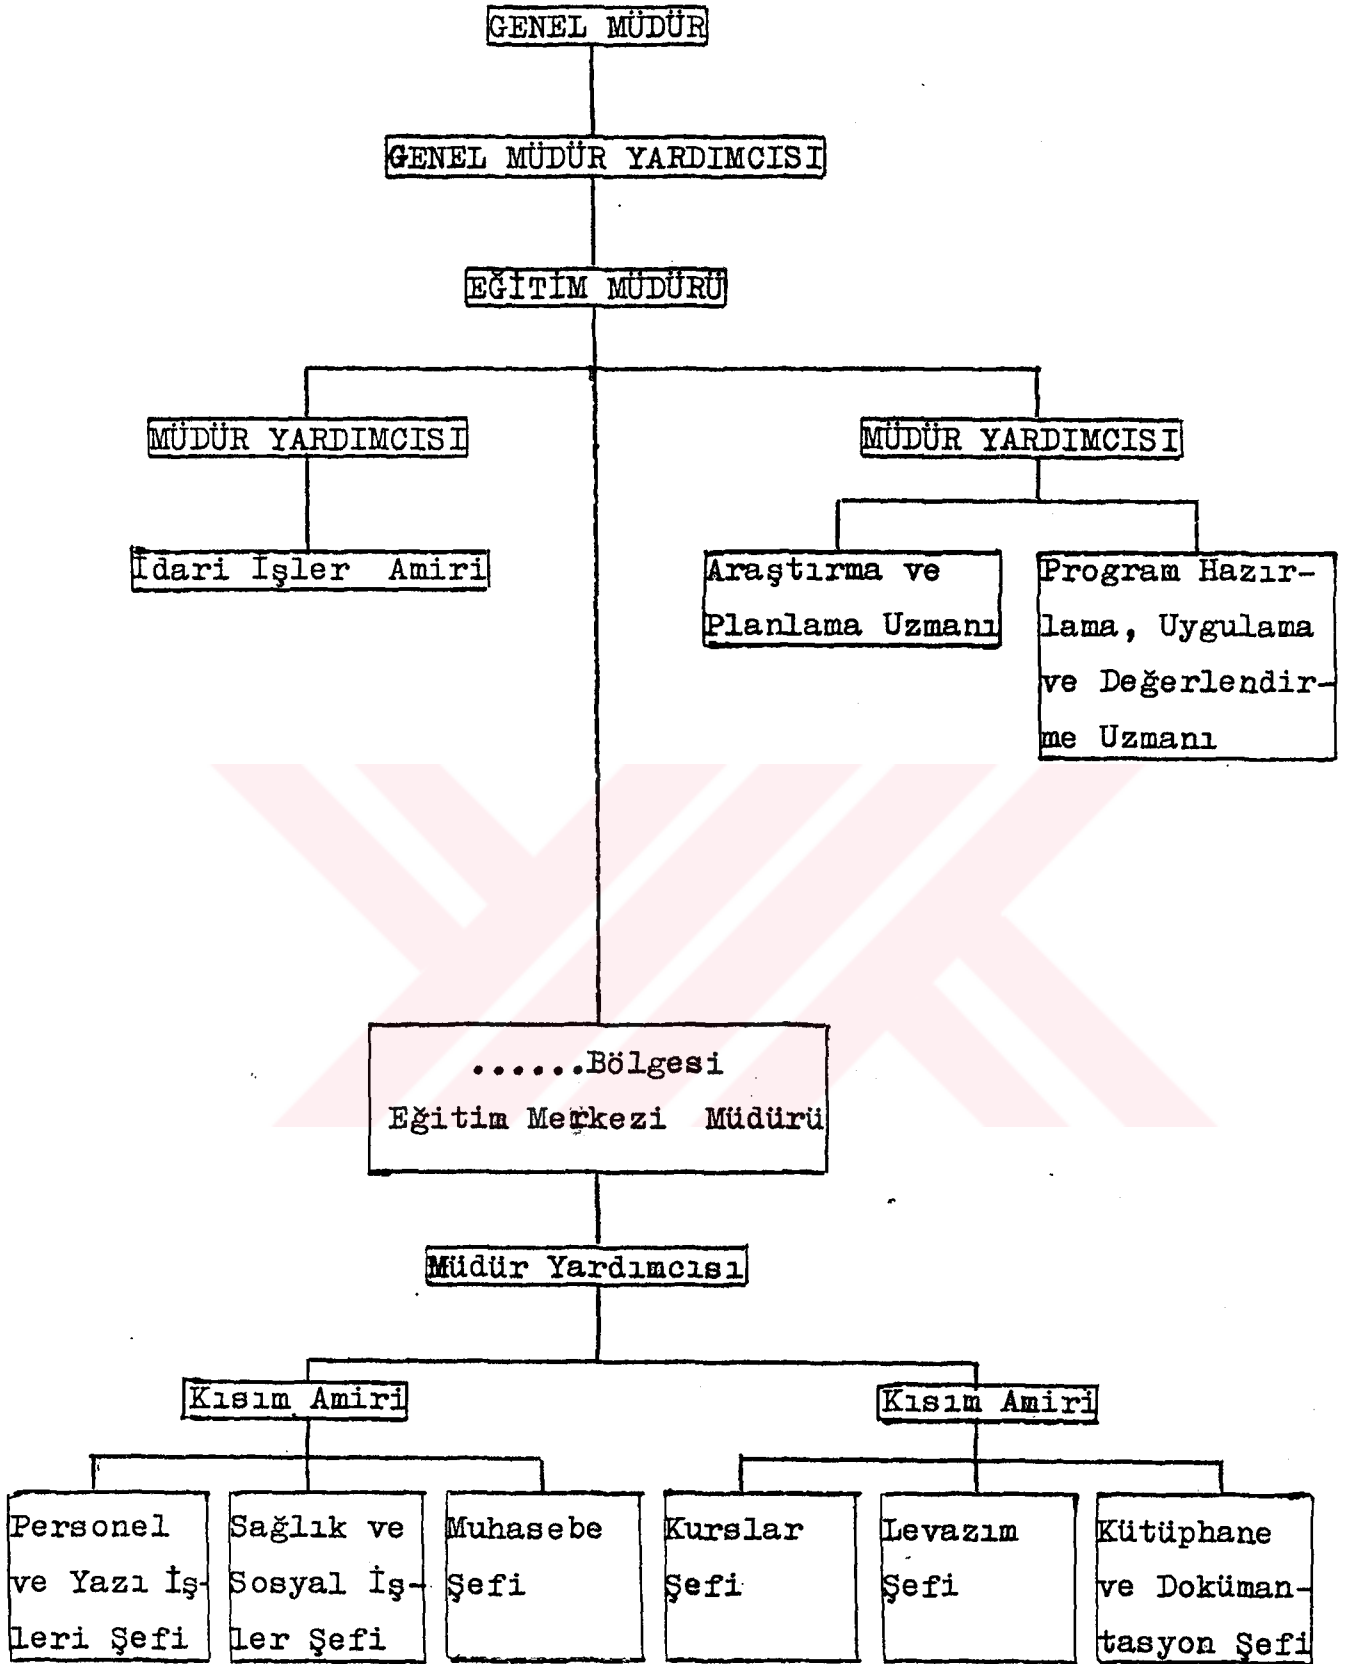 GENEL MÜDÜR
GENEL MÜDÜR YARDIMCISI
EĞİTİM MÜDÜRÜ
MÜDÜR YARDIMCISI
MÜDÜR YARDIMCISI
İdari İşler Amiri
Araştırma ve
Planlama Uzmanı
Program Hazır-
lama, Uygulama
ve Değerlendir-
me Uzmanı
......Bölgesi
Eğitim Merkezi Müdürü
Müdür Yardımcısı
Kısım Amiri
Kısım Amiri
Personel
ve Yazı İş-
leri Şefi
Sağlık ve
Sosyal İş-
ler Şefi
Muhasebe
Şefi
Kurslar
Şefi
Levazım
Şefi
Kütüphane
ve Doküman-
tasyon Şefi